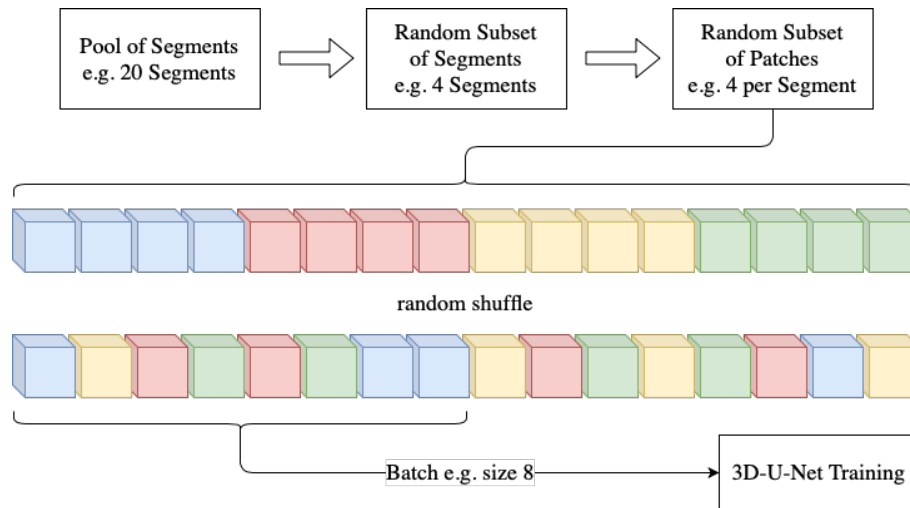 Pool of Segments
e.g. 20 Segments
Random Subset
of Segments
e.g. 4 Segments
Random Subset
of Patches
e.g. 4 per Segment
random shuffle
Batch e.g. size 8
3D-U-Net Training